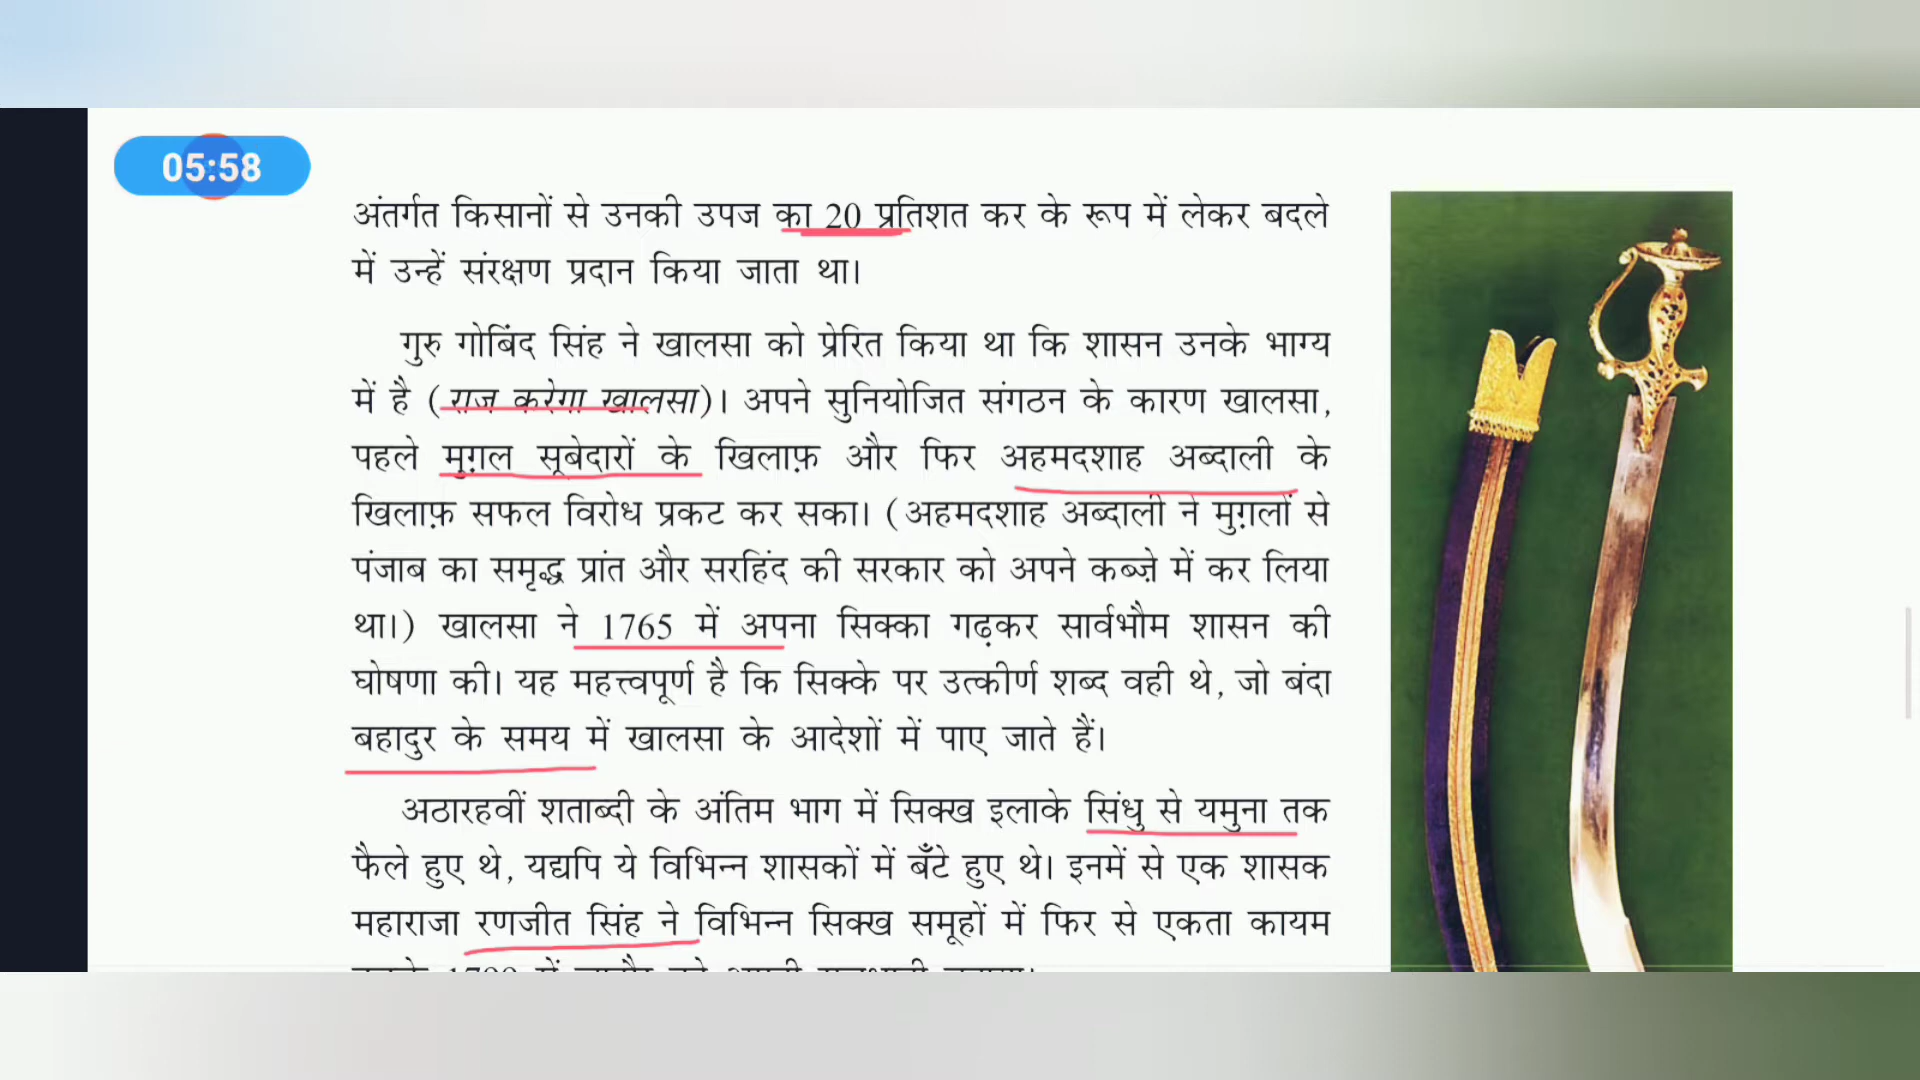 05:58
अंतर्गत किसानों से उनकी उपज का 20 प्रतिशत कर के रूप में लेकर बदले
में उन्हें संरक्षण प्रदान किया जाता था।
गुरु गोबिंद सिंह ने खालसा को प्रेरित किया था कि शासन उनके भाग्य
में है (राज करेगा खालसा)। अपने सुनियोजित संगठन के कारण खालसा,
पहले मुग़ल सूबेदारों के खिलाफ़ और फिर अहमदशाह अब्दाली के
खिलाफ़ सफल विरोध प्रकट कर सका। (अहमदशाह अब्दाली ने मुग़लों से
पंजाब का समृद्ध प्रांत और सरहिंद की सरकार को अपने कब्ज़े में कर लिया
था।) खालसा ने 1765 में अपना सिक्का गढ़कर सार्वभौम शासन की
घोषणा की। यह महत्त्वपूर्ण है कि सिक्के पर उत्कीर्ण शब्द वही थे, जो बंदा
बहादुर के समय में खालसा के आदेशों में पाए जाते हैं।
अठारहवीं शताब्दी के अंतिम भाग में सिक्ख इलाके सिंधु से यमुना तक
फैले हुए थे, यद्यपि ये विभिन्न शासकों में बँटे हुए थे। इनमें से एक शासक
महाराजा रणजीत सिंह ने विभिन्न सिक्ख समूहों में फिर से एकता कायम